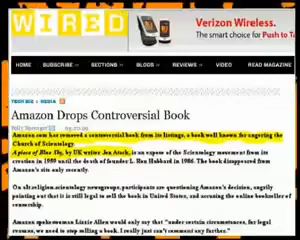 WIRED
Verizon Wireless.
The smart choice for Push to Ta
HOME SUBSCRIBE SECTIONS BLOGS REVIEWS VIDEO READ MAGAZINE
TECH BIZ : MEDIA
Amazon Drops Controversial Book
Amazon.com has removed a controversial book from its listings, a book well known for angering the
Church of Scientology.
A piece of Blue Sky, by UK writer Jon Atack, is an expose of the Scientology movement from its
creation in 1950 until the death of founder L. Ron Hubbard in 1986. The book disappeared from
Amazon's site only recently.
On alt.religion.scientology newsgroups, participants are questioning Amazon's decision, angrily
pointing out that it is still legal to sell the book in United States, and accusing the online bookseller of
censorship.
Amazon spokeswoman Lizzie Allen would only say that "under certain circumstances, for legal
reasons, we need to stop selling a book. I really just can't comment any further."